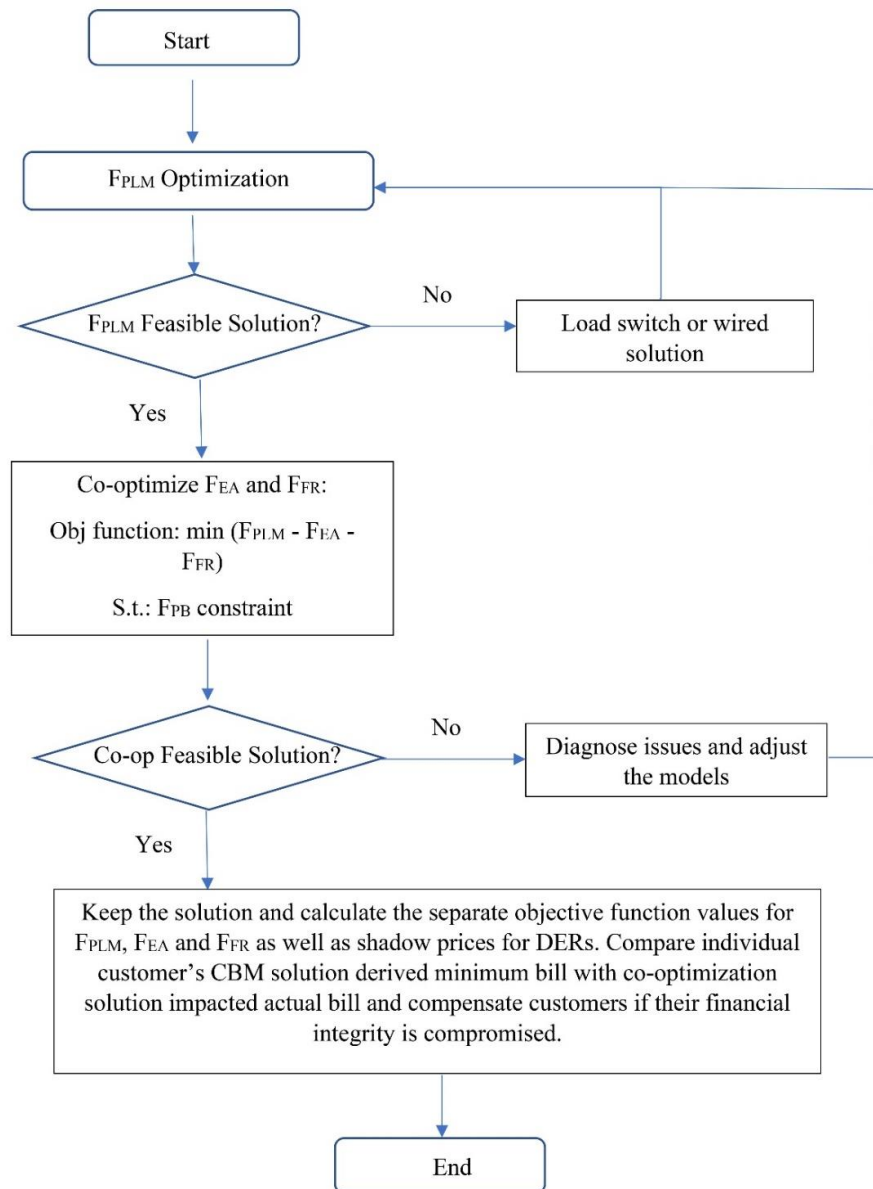 Start
FPLM Optimization
FPLM Feasible Solution?
No
Load switch or wired
solution
Yes
Co-optimize FEA and FFR:
Obj function: min (FPLM - FEA -
FFR)
S.t.: FPB constraint
Co-op Feasible Solution?
No
Diagnose issues and adjust
the models
Yes
Keep the solution and calculate the separate objective function values for
FPLM, FEA and FFR as well as shadow prices for DERs. Compare individual
customer’s CBM solution derived minimum bill with co-optimization
solution impacted actual bill and compensate customers if their financial
integrity is compromised.
End